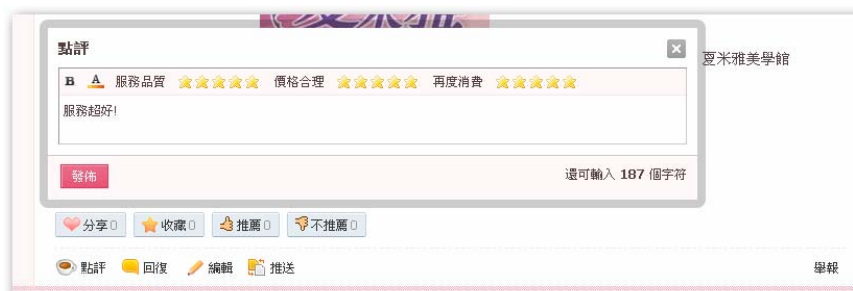 點評
夏米雅美學館
B A 服務品質 價格合理 再度消費
服務超好!
發佈 還可輸入 187 個字符
分享 0 收藏 0 推薦 0 不推薦 0
點評 回復 編輯 推送 舉報